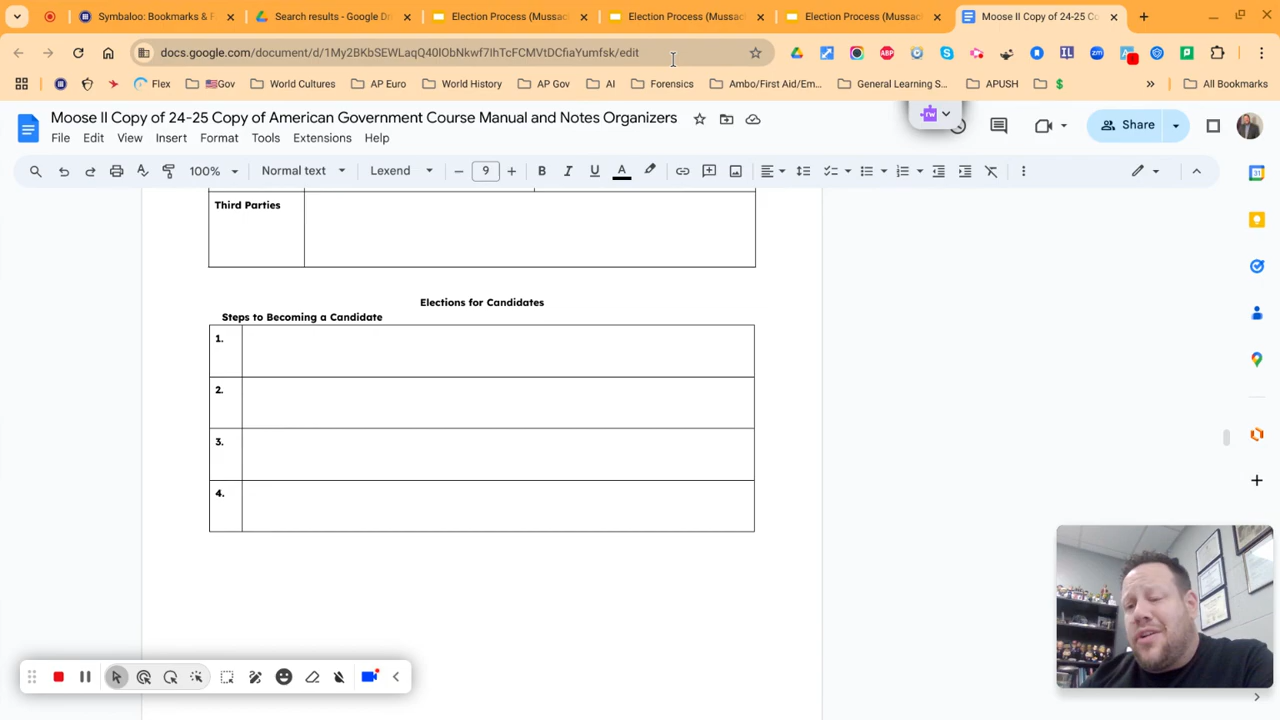 Symbaloo: Bookmarks & F
Search results - Google Dri
Election Process (Mussac
Election Process (Mussac
Election Process (Mussac
Moose II Copy of 24-25 Co
docs.google.com/document/d/1My2BKbSEWLaqQ40lObNkwf7IhTcFCMVtDCfiaYumfsk/edit
Flex
Gov
World Cultures
AP Euro
World History
AP Gov
AI
Forensics
Ambo/First Aid/Em...
General Learning S...
APUSH
All Bookmarks
Moose II Copy of 24-25 Copy of American Government Course Manual and Notes Organizers
Share
File Edit View Insert Format Tools Extensions Help
100% Normal text Lexend 9
Third Parties
Elections for Candidates
Steps to Becoming a Candidate
1.
2.
3.
4.